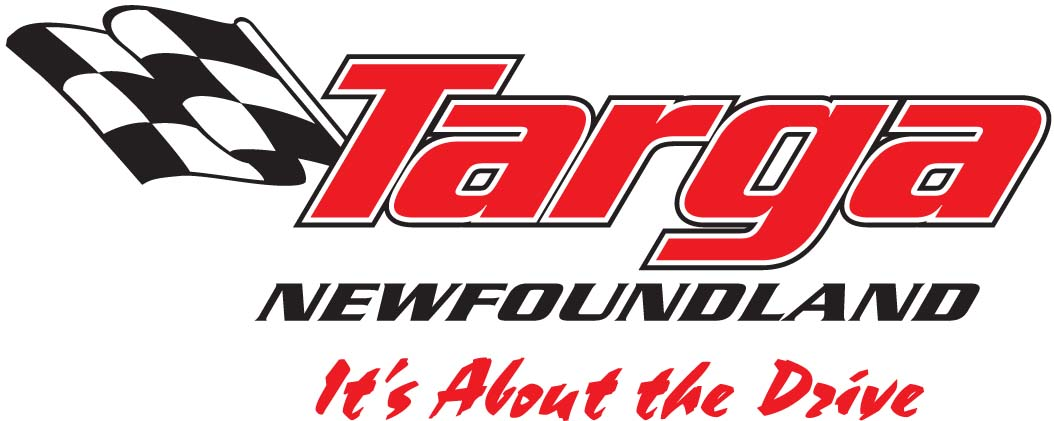 Targa
NEWFOUNDLAND
It's About the Drive